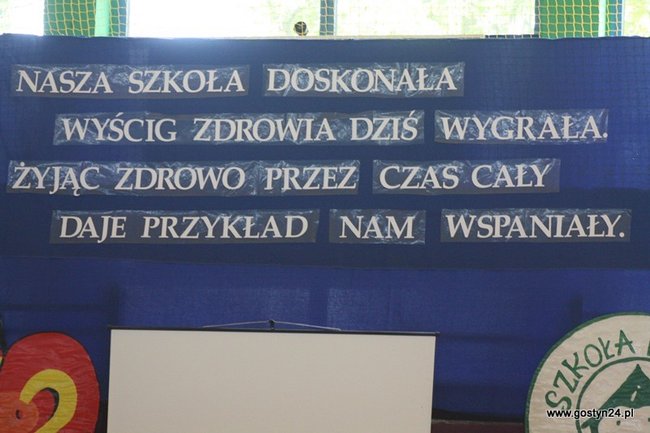 NASZA SZKOŁA DOSKONAŁA
WYŚCIG ZDROWIA DZIŚ WYGRAŁA.
ŻYJĄC ZDROWO PRZEZ CZAS CAŁY
DAJE PRZYKŁAD NAM WSPANIAŁY.
2
SZKOŁA
www.gostyn24.pl